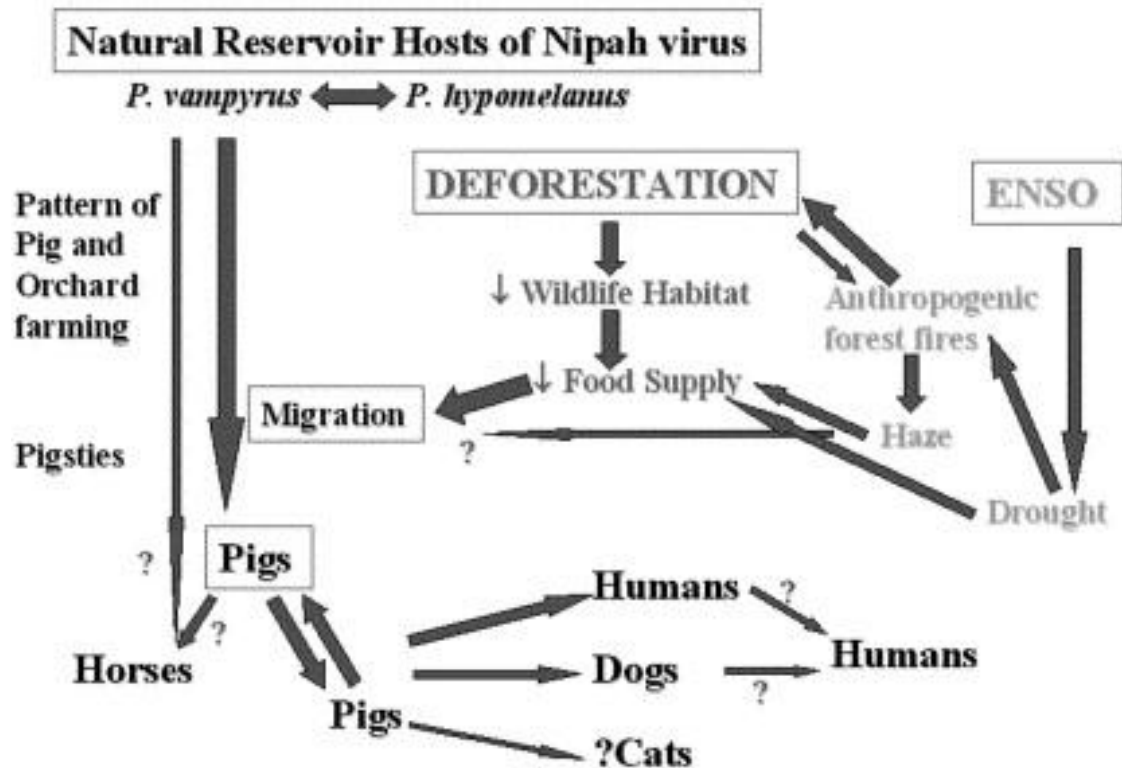 Natural Reservoir Hosts of Nipah virus
P. vampyrus P. hypomelanus
DEFORESTATION
ENSO
Pattern of
Pig and
Orchard
farming
↓ Wildlife Habitat
Anthropogenic
forest fires
↓ Food Supply
Migration
?
Haze
Pigsties
Drought
?
Pigs
?
Horses
Pigs
Humans
?
Humans
Dogs
?
?Cats